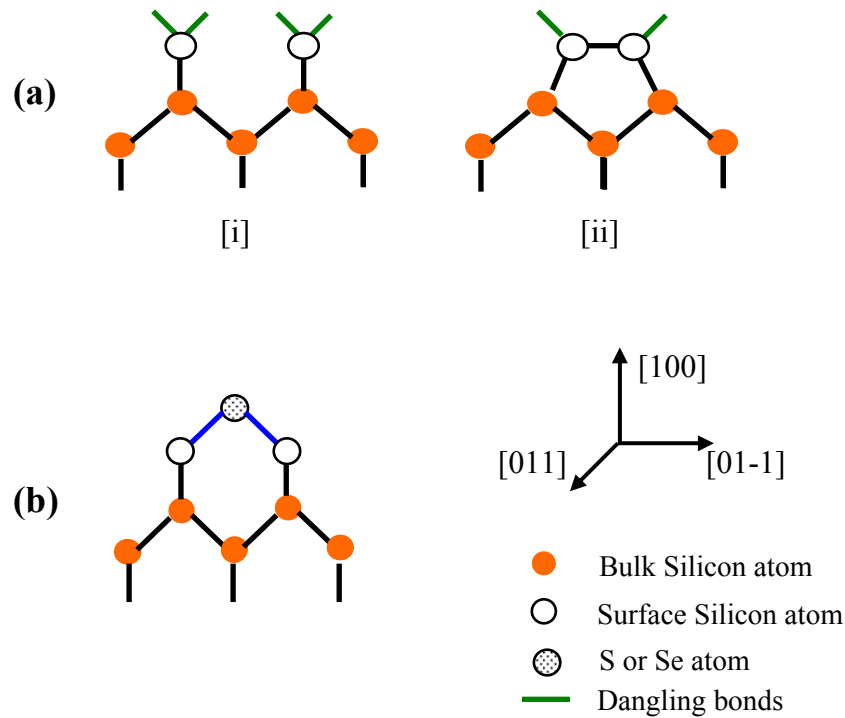 (a)
[i]
[ii]
(b)
[100]
[011]
[01-1]
Bulk Silicon atom
Surface Silicon atom
S or Se atom
Dangling bonds